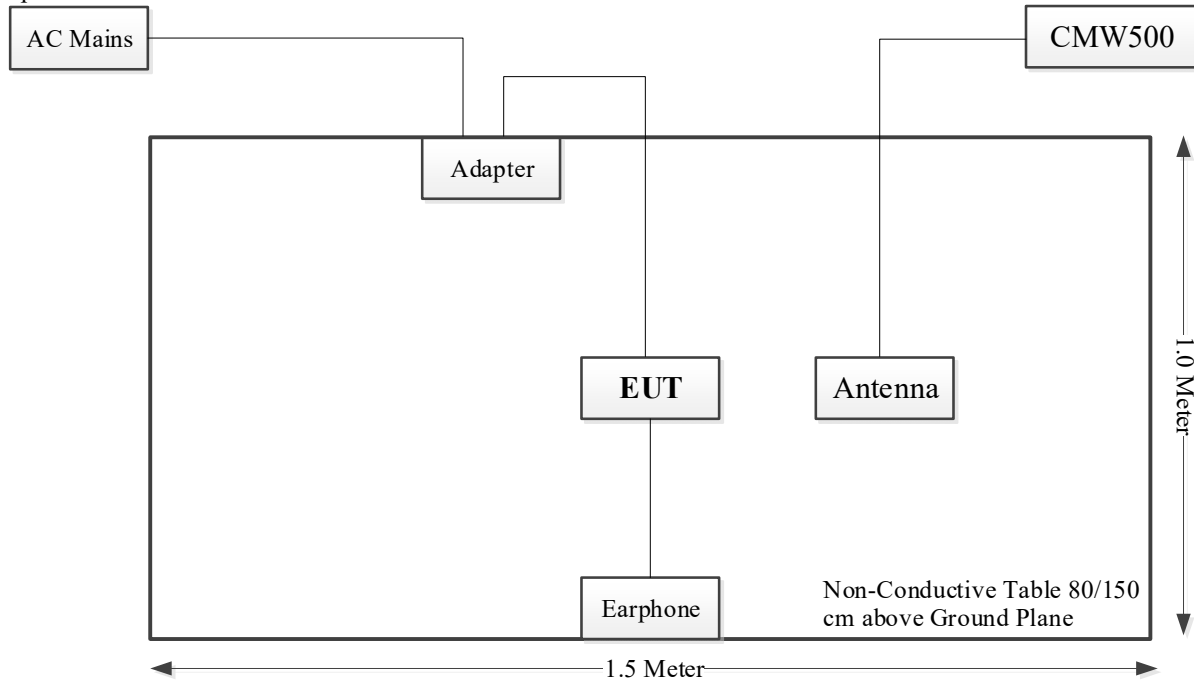 AC Mains
CMW500
Adapter
EUT
Antenna
1.0 Meter
Earphone
Non-Conductive Table 80/150
cm above Ground Plane
1.5 Meter